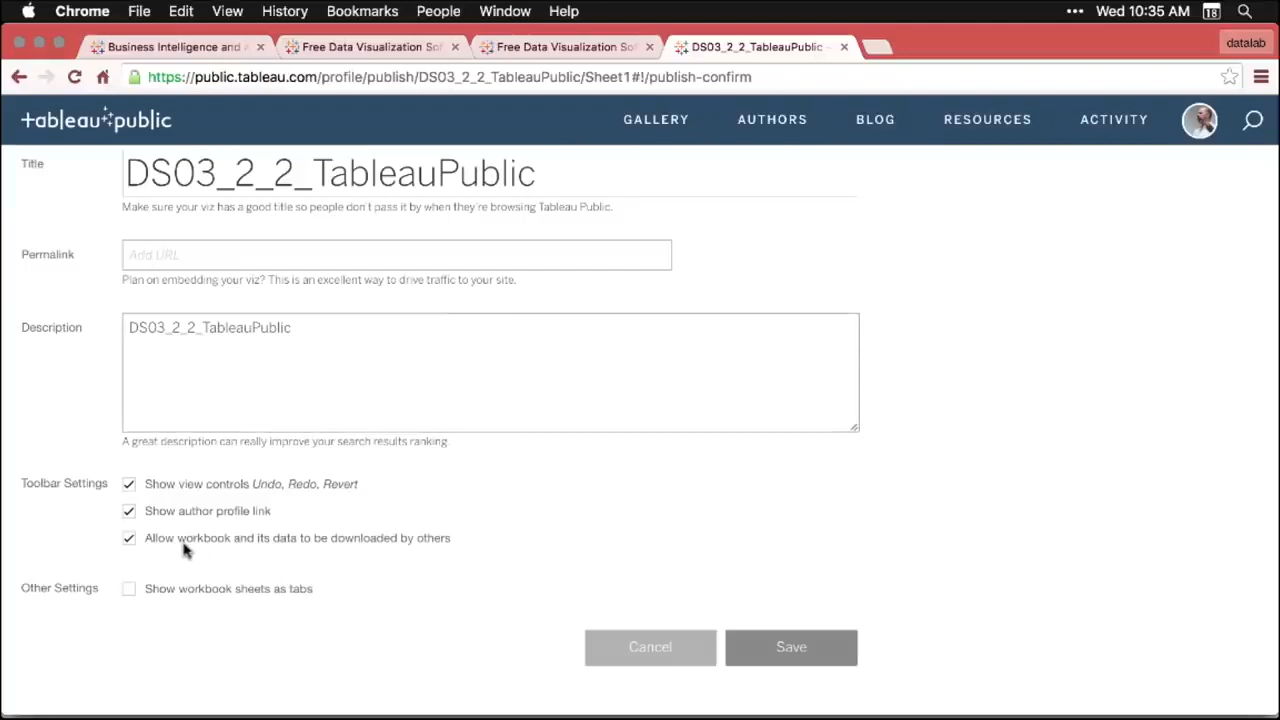 Chrome File Edit View History Bookmarks People Window Help ••• Wed 10:35 AM 18
Business Intelligence and A Free Data Visualization Sof Free Data Visualization Sof DS03_2_2_TableauPublic - datalab
https://public.tableau.com/profile/publish/DS03_2_2_TableauPublic/Sheet1#!/publish-confirm
tableau public GALLERY AUTHORS BLOG RESOURCES ACTIVITY
Title DS03_2_2_TableauPublic
Make sure your viz has a good title so people don't pass it by when they're browsing Tableau Public.
Permalink Add URL
Plan on embedding your viz? This is an excellent way to drive traffic to your site.
Description DS03_2_2_TableauPublic
A great description can really improve your search results ranking.
Toolbar Settings Show view controls Undo, Redo, Revert
Show author profile link
Allow workbook and its data to be downloaded by others
Other Settings Show workbook sheets as tabs
Cancel Save